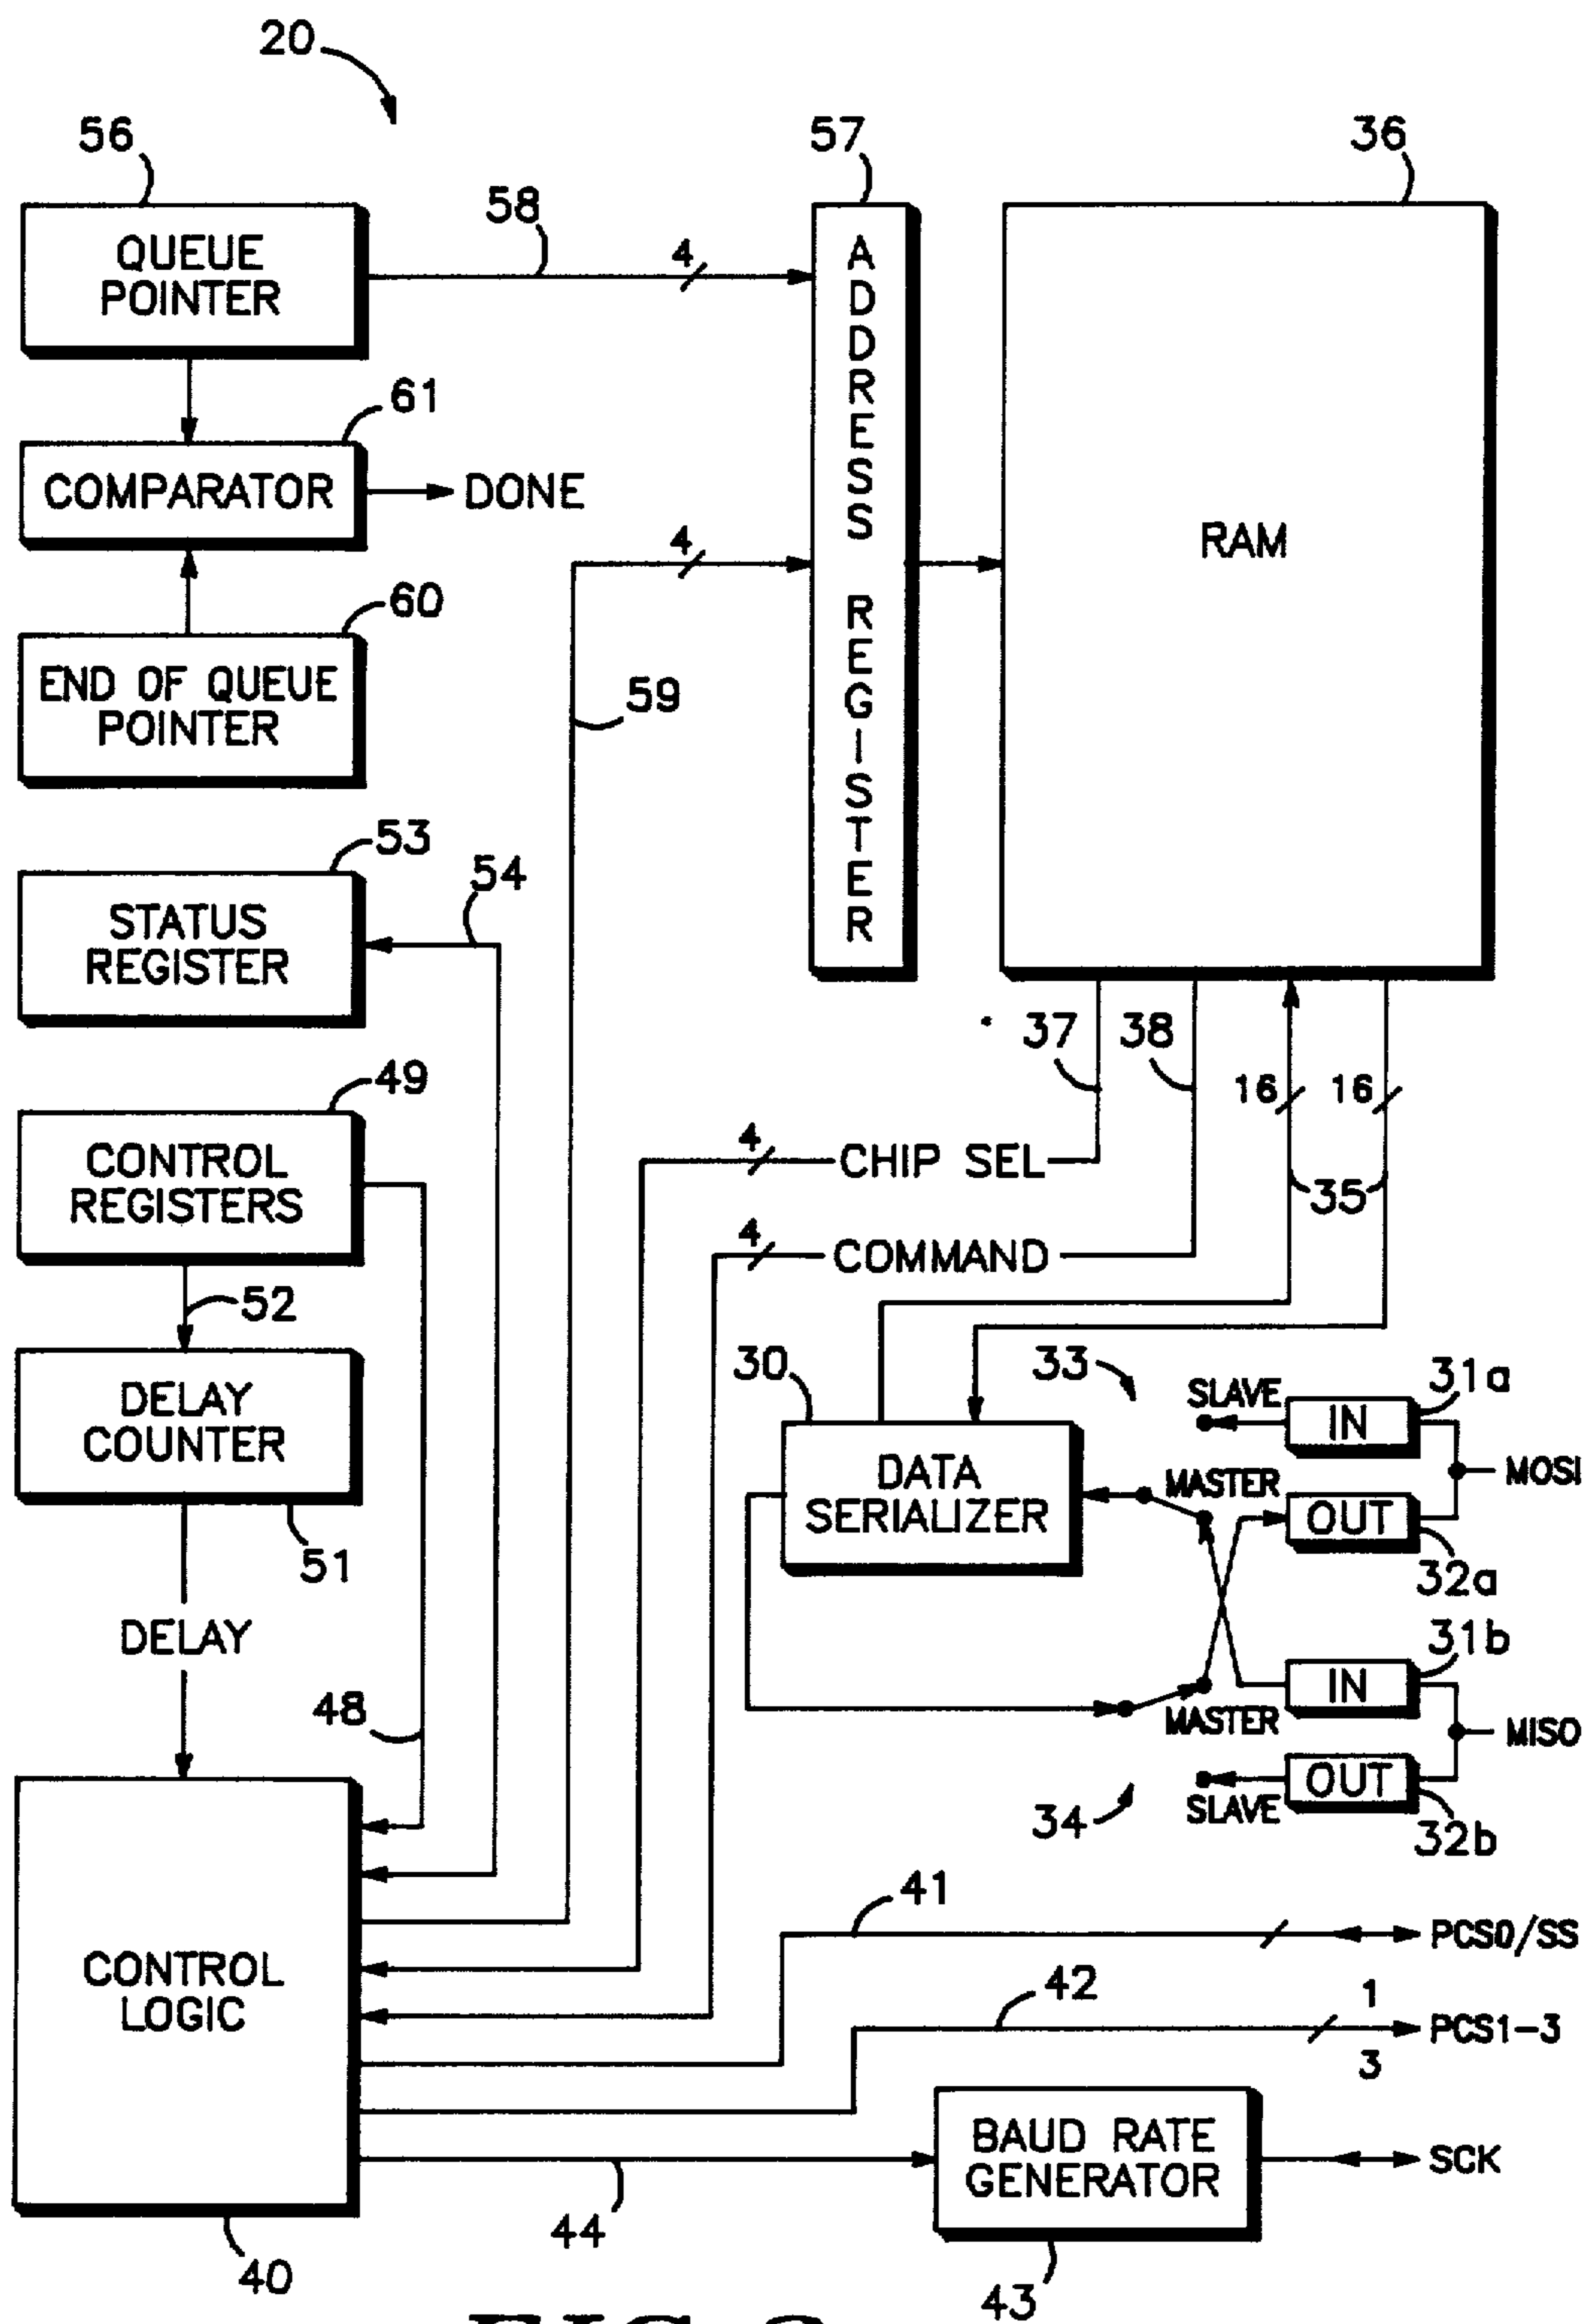 20
56
57
36
58
4
QUEUE
POINTER
ADDRESS REGISTER
RAM
61
COMPARATOR
DONE
4
60
END OF QUEUE
POINTER
59
53
54
STATUS
REGISTER
37
38
49
16
16
CONTROL
REGISTERS
4
CHIP SEL
35
4
COMMAND
52
30
33
SLAVE
31a
IN
DELAY
COUNTER
DATA
SERIALIZER
MASTER
MOSI
OUT
51
32a
DELAY
31b
IN
48
MASTER
MISO
OUT
34
SLAVE
32b
41
PCS0/SS
CONTROL
LOGIC
42
1
PCS1-3
3
BAUD RATE
GENERATOR
SCK
44
40
43